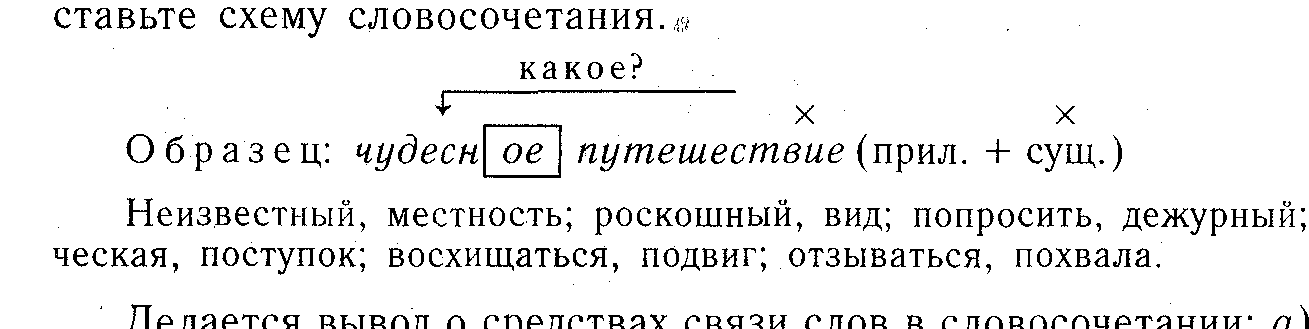 ставьте схему словосочетания.
какое?
× ×
Образец: чудесн ое путешествие (прил. + сущ.)
Неизвестный, местность; роскошный, вид; попросить, дежурный;
ческая, поступок; восхищаться, подвиг; отзываться, похвала.
Делается вывод о средствах связи слов в словосочетании: а)